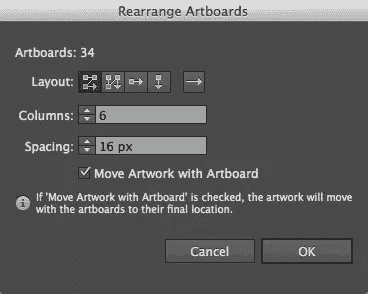 Rearrange Artboards
Artboards: 34
Layout:
Columns: 6
Spacing: 16 px
Move Artwork with Artboard
If 'Move Artwork with Artboard' is checked, the artwork will move
with the artboards to their final location.
Cancel OK